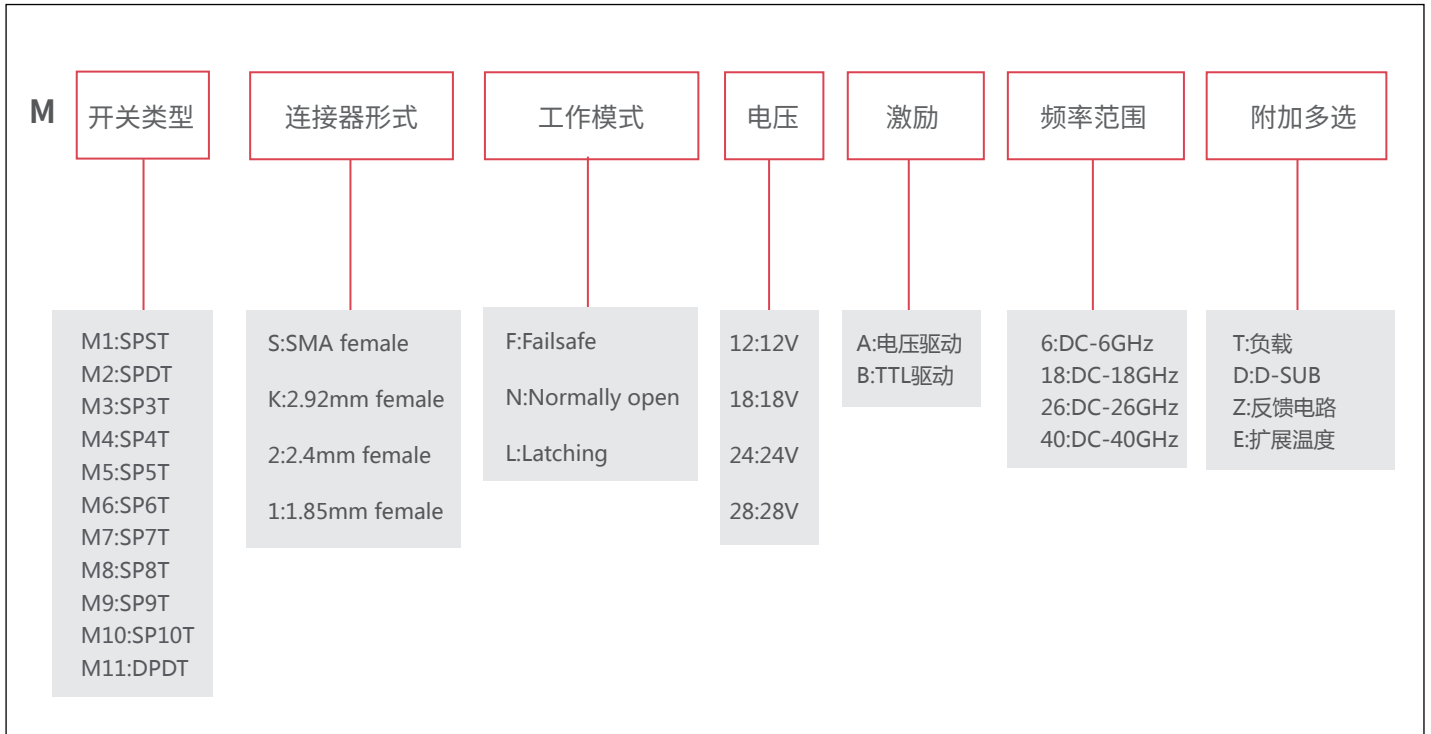 M
开关类型
连接器形式
工作模式
电压
激励
频率范围
附加多选
M1:SPST
M2:SPDT
M3:SP3T
M4:SP4T
M5:SP5T
M6:SP6T
M7:SP7T
M8:SP8T
M9:SP9T
M10:SP10T
M11:DPDT
S:SMA female
K:2.92mm female
2:2.4mm female
1:1.85mm female
F:Failsafe
N:Normally open
L:Latching
12:12V
18:18V
24:24V
28:28V
A:电压驱动
B:TTL驱动
6:DC-6GHz
18:DC-18GHz
26:DC-26GHz
40:DC-40GHz
T:负载
D:D-SUB
Z:反馈电路
E:扩展温度